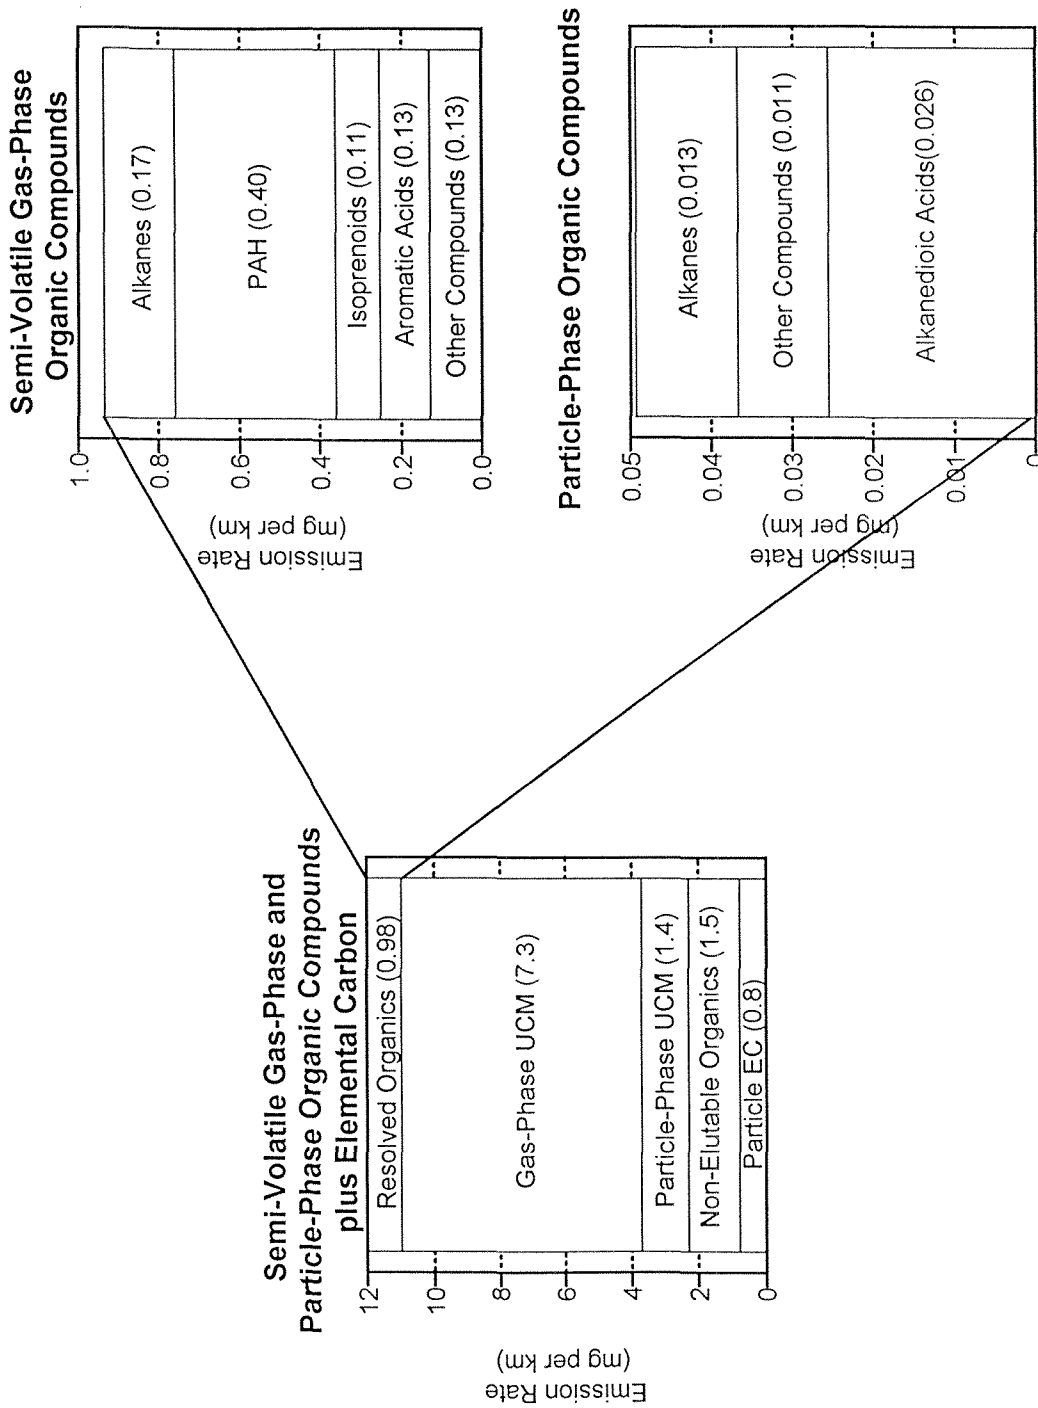 Semi-Volatile Gas-Phase and
Particle-Phase Organic Compounds
plus Elemental Carbon
Emission Rate
(mg per km)
12
10
8
6
4
2
0
Resolved Organics (0.98)
Gas-Phase UCM (7.3)
Particle-Phase UCM (1.4)
Non-Elutable Organics (1.5)
Particle EC (0.8)
Semi-Volatile Gas-Phase
Organic Compounds
Emission Rate
(mg per km)
1.0
0.8
0.6
0.4
0.2
0.0
Alkanes (0.17)
PAH (0.40)
Isoprenoids (0.11)
Aromatic Acids (0.13)
Other Compounds (0.13)
Particle-Phase Organic Compounds
Emission Rate
(mg per km)
0.05
0.04
0.03
0.02
0.01
0
Alkanes (0.013)
Other Compounds (0.011)
Alkanedioic Acids(0.026)